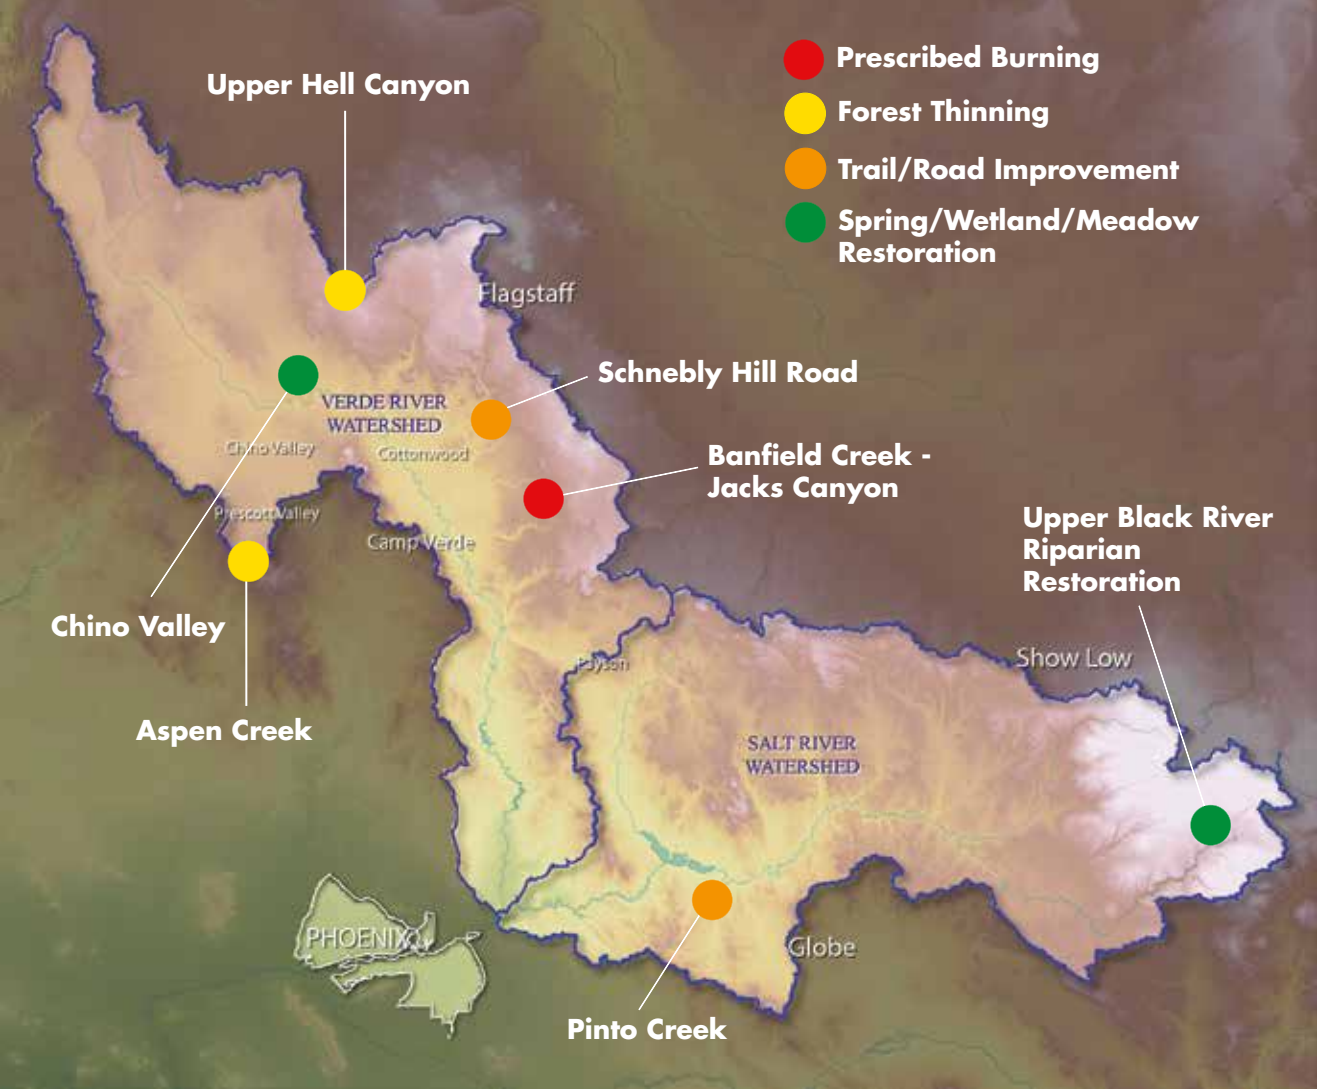 Prescribed Burning
Upper Hell Canyon
Forest Thinning
Trail/Road Improvement
Spring/Wetland/Meadow
Restoration
Flagstaff
Schnebly Hill Road
VERDE RIVER
WATERSHED
Chino Valley
Cottonwood
Banfield Creek -
Jacks Canyon
Prescott Valley
Camp Verde
Upper Black River
Riparian
Restoration
Chino Valley
Payson
Show Low
Aspen Creek
SALT RIVER
WATERSHED
PHOENIX
Globe
Pinto Creek